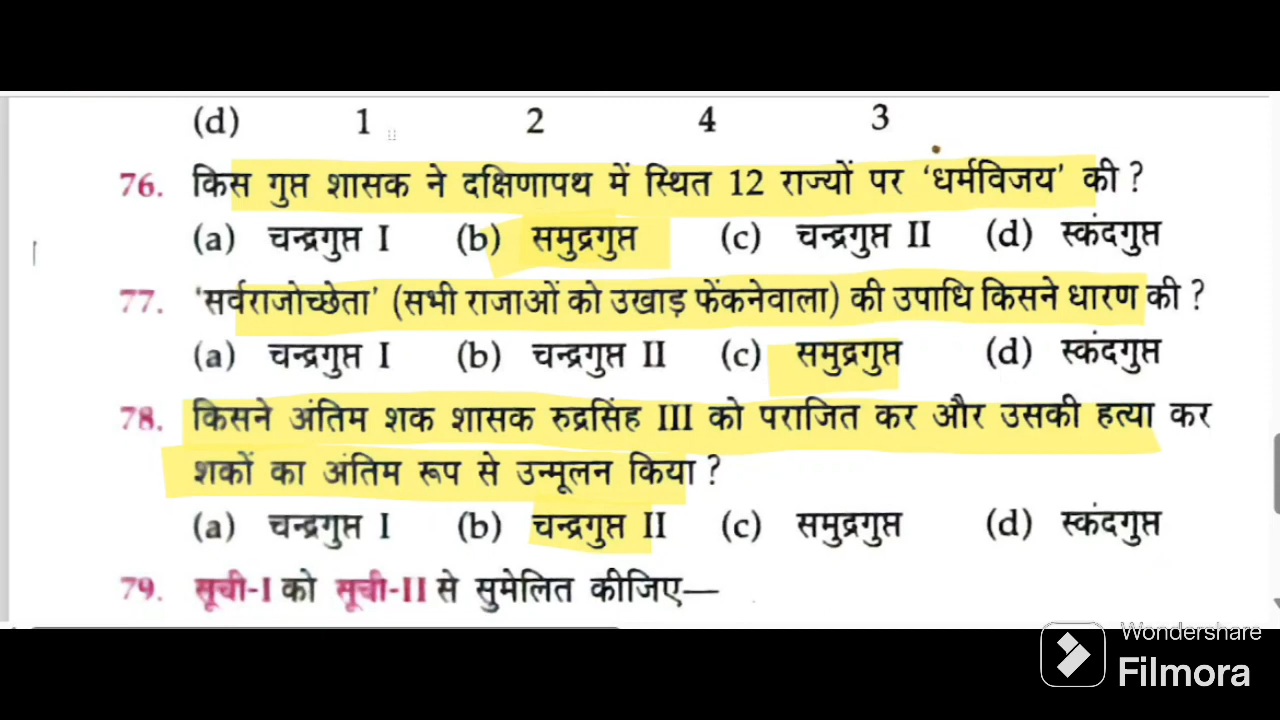 (d) 1 2 4 3
76. किस गुप्त शासक ने दक्षिणापथ में स्थित 12 राज्यों पर ‘धर्मविजय’ की ?
(a) चन्द्रगुप्त I (b) समुद्रगुप्त (c) चन्द्रगुप्त II (d) स्कंदगुप्त
77. ‘सर्वराजोच्छेता’ (सभी राजाओं को उखाड़ फेंकनेवाला) की उपाधि किसने धारण की ?
(a) चन्द्रगुप्त I (b) चन्द्रगुप्त II (c) समुद्रगुप्त (d) स्कंदगुप्त
78. किसने अंतिम शक शासक रुद्रसिंह III को पराजित कर और उसकी हत्या कर
शकों का अंतिम रूप से उन्मूलन किया ?
(a) चन्द्रगुप्त I (b) चन्द्रगुप्त II (c) समुद्रगुप्त (d) स्कंदगुप्त
79. सूची-I को सूची-II से सुमेलित कीजिए—
Wondershare
Filmora